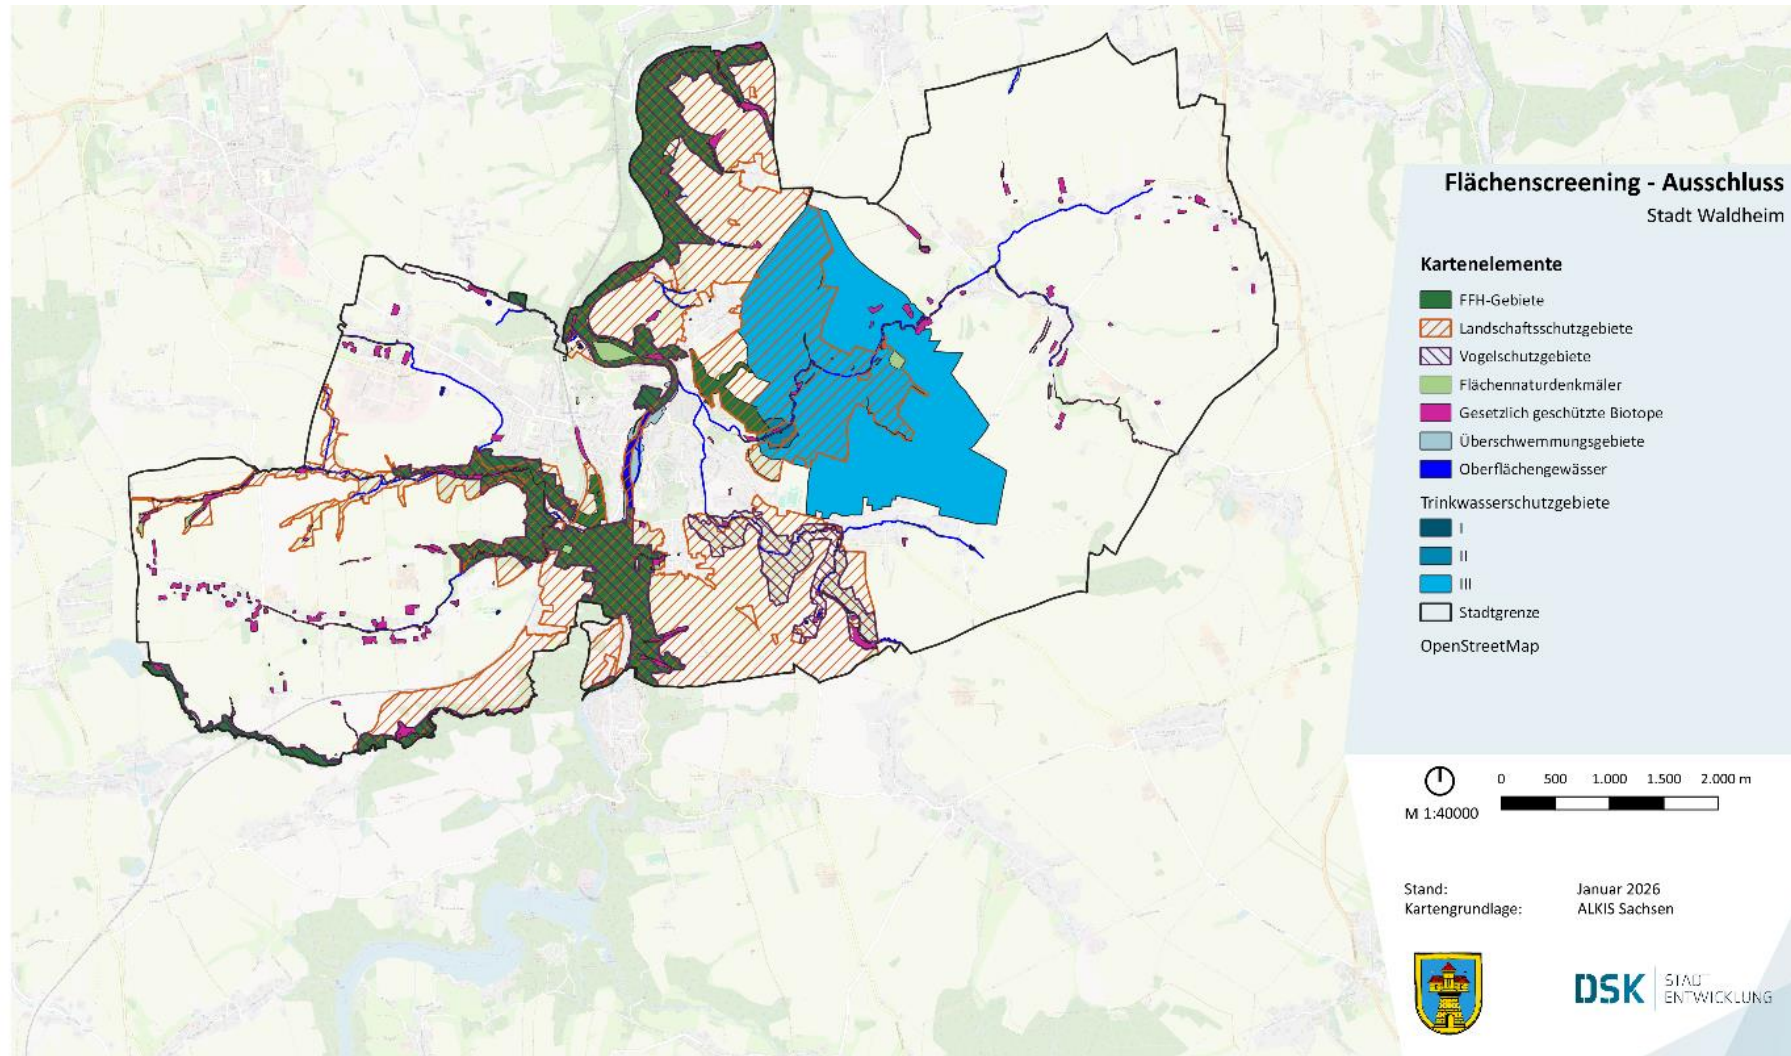 Flächenscreening - Ausschluss
Stadt Waldheim
Kartenelemente
FFH-Gebiete
Landschaftsschutzgebiete
Vogelschutzgebiete
Flächennaturdenkmäler
Gesetzlich geschützte Biotope
Überschwemmungsgebiete
Oberflächengewässer
Trinkwasserschutzgebiete
I
II
III
Stadtgrenze
OpenStreetMap
0 500 1.000 1.500 2.000 m
M 1:40000
Stand: Januar 2026
Kartengrundlage: ALKIS Sachsen
DSK STADT
ENTWICKLUNG